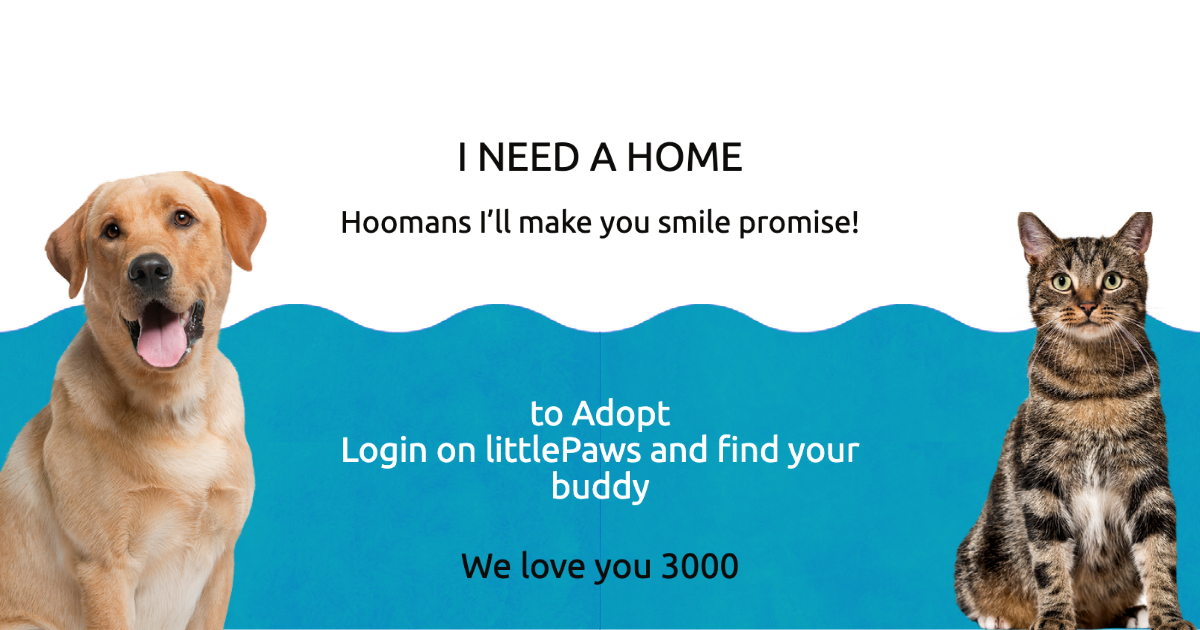 I NEED A HOME
Hoomans I’ll make you smile promise!
to Adopt
Login on littlePaws and find your
buddy
We love you 3000